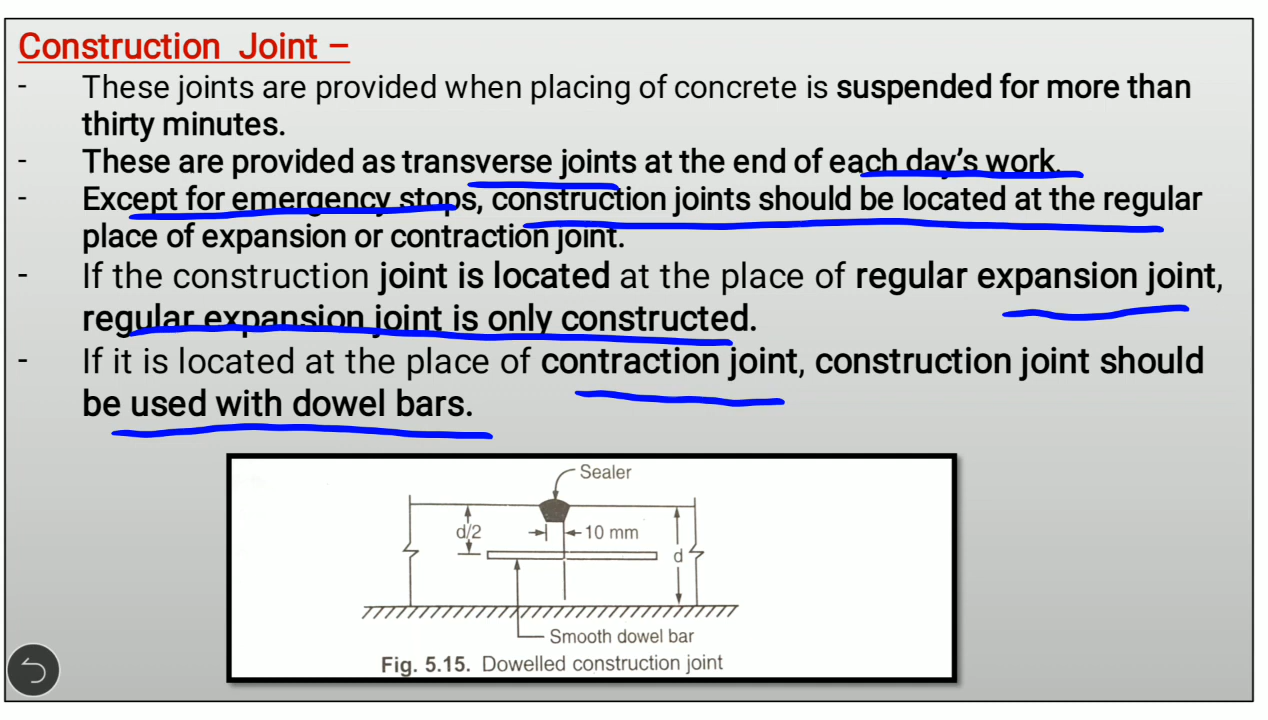 Construction Joint –
- These joints are provided when placing of concrete is suspended for more than
thirty minutes.
- These are provided as transverse joints at the end of each day's work.
- Except for emergency stops, construction joints should be located at the regular
place of expansion or contraction joint.
- If the construction joint is located at the place of regular expansion joint,
regular expansion joint is only constructed.
- If it is located at the place of contraction joint, construction joint should
be used with dowel bars.
Sealer
d/2
10 mm
d
Smooth dowel bar
Fig. 5.15. Dowelled construction joint